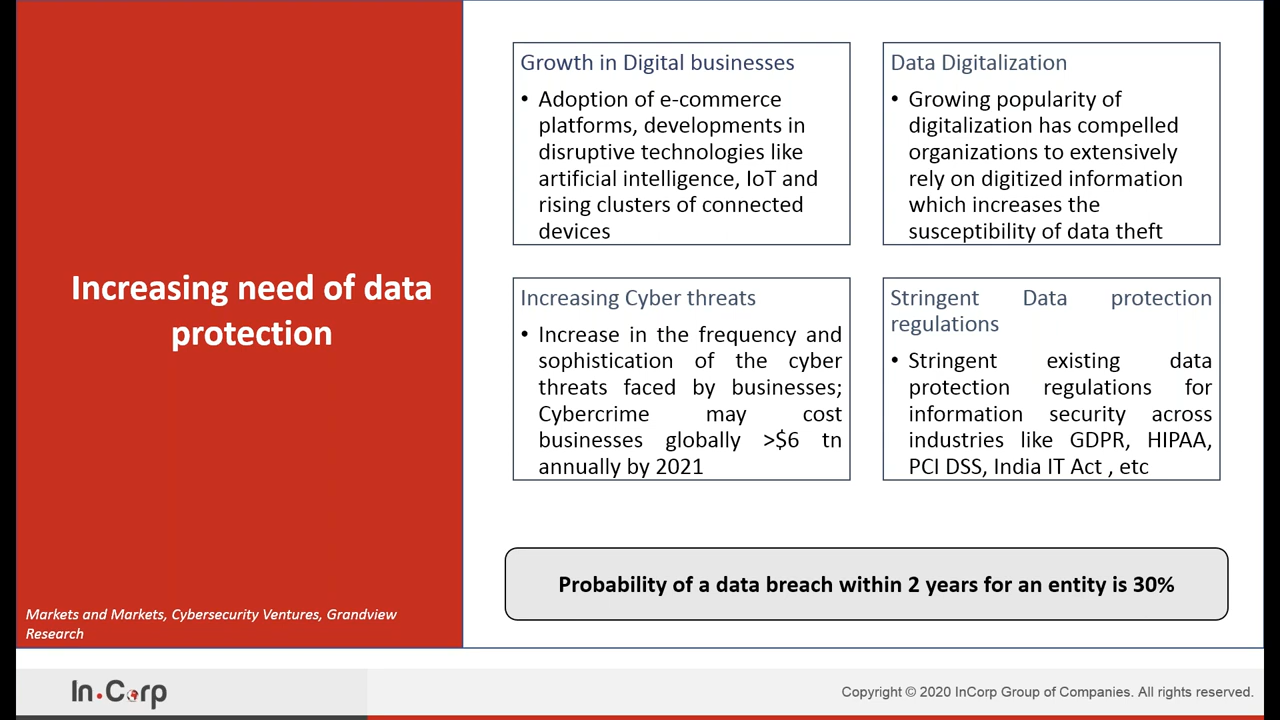 Increasing need of data
protection
Markets and Markets, Cybersecurity Ventures, Grandview
Research
Growth in Digital businesses
• Adoption of e-commerce
platforms, developments in
disruptive technologies like
artificial intelligence, IoT and
rising clusters of connected
devices
Data Digitalization
• Growing popularity of
digitalization has compelled
organizations to extensively
rely on digitized information
which increases the
susceptibility of data theft
Increasing Cyber threats
• Increase in the frequency and
sophistication of the cyber
threats faced by businesses;
Cybercrime may cost
businesses globally >$6 tn
annually by 2021
Stringent Data protection
regulations
• Stringent existing data
protection regulations for
information security across
industries like GDPR, HIPAA,
PCI DSS, India IT Act , etc
Probability of a data breach within 2 years for an entity is 30%
In.Corp
Copyright © 2020 InCorp Group of Companies. All rights reserved.